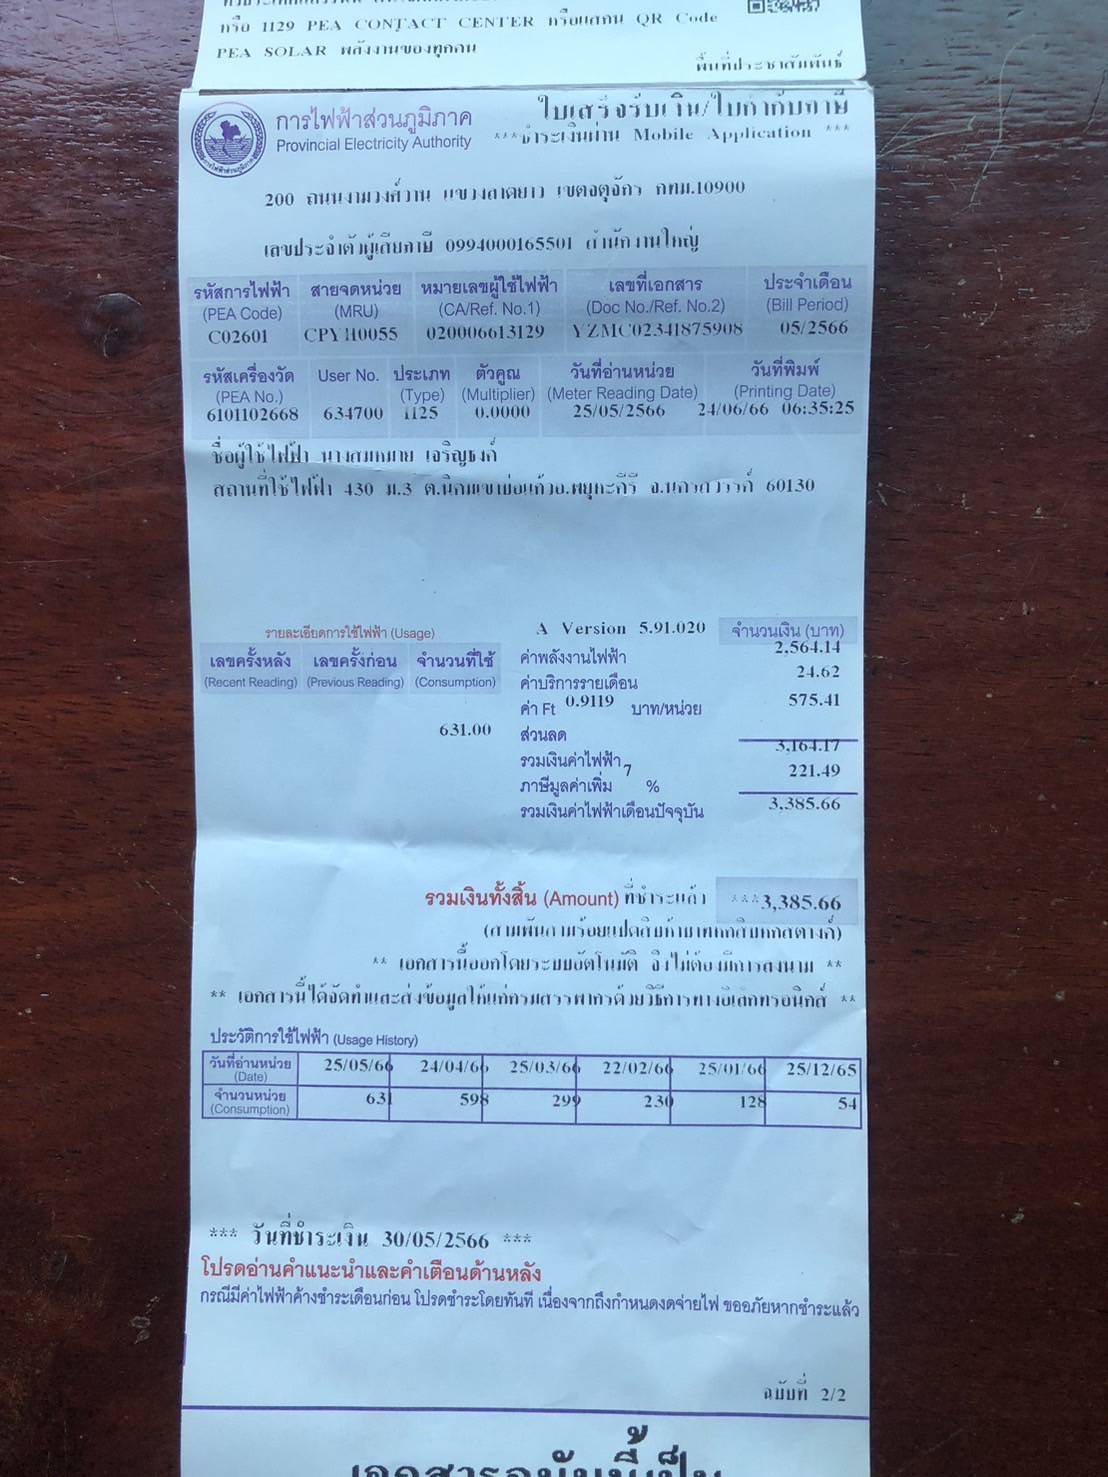 หรือ 1129 PEA CONTACT CENTER หรือแสกน QR Code
PEA SOLAR พลังงานของทุกคน
พื้นที่ประชาสัมพันธ์
การไฟฟ้าส่วนภูมิภาค
Provincial Electricity Authority
ใบเสร็จรับเงิน/ใบกำกับภาษี
***ชำระเงินผ่าน Mobile Application ***
200 ถนนงามวงศ์วาน แขวงลาดยาว เขตจตุจักร กทม.10900
เลขประจำตัวผู้เสียภาษี 0994000165501 สำนักงานใหญ่
รหัสการไฟฟ้า สายจดหน่วย หมายเลขผู้ใช้ไฟฟ้า เลขที่เอกสาร ประจำเดือน
(PEA Code) (MRU) (CA/Ref. No.1) (Doc No./Ref. No.2) (Bill Period)
C02601 CPYH0055 020006613129 YZMC02341875908 05/2566
รหัสเครื่องวัด User No. ประเภท ตัวคูณ วันที่อ่านหน่วย วันที่พิมพ์
(PEA No.) (Type) (Multiplier) (Meter Reading Date) (Printing Date)
6101102668 634700 1125 0.0000 25/05/2566 24/06/66 06:35:25
ชื่อผู้ใช้ไฟฟ้า นางสมหมาย เจริญธงค์
สถานที่ใช้ไฟฟ้า 430 ม.3 ต.นิคมเขาบ่อแก้วอ.พยุหะคีรี จ.นครสวรรค์ 60130
รายละเอียดการใช้ไฟฟ้า (Usage)
เลขครั้งหลัง เลขครั้งก่อน จำนวนที่ใช้
(Recent Reading) (Previous Reading) (Consumption)
631.00
A Version 5.91.020 จำนวนเงิน (บาท)
ค่าพลังงานไฟฟ้า 2,564.14
ค่าบริการรายเดือน 24.62
ค่า Ft 0.9119 บาท/หน่วย 575.41
ส่วนลด
รวมเงินค่าไฟฟ้า 3,164.17
ภาษีมูลค่าเพิ่ม 7 % 221.49
รวมเงินค่าไฟฟ้าเดือนปัจจุบัน 3,385.66
รวมเงินทั้งสิ้น (Amount) ที่ชำระแล้ว ***3,385.66
(สามพันสามร้อยแปดสิบห้าบาทหกสิบหกสตางค์)
** เอกสารนี้ออกโดยระบบอัตโนมัติ จึงไม่ต้องมีการลงนาม **
** เอกสารนี้ได้จัดทำและส่งข้อมูลให้แก่กรมสรรพากรด้วยวิธีการทางอิเล็กทรอนิกส์ **
ประวัติการใช้ไฟฟ้า (Usage History)
วันที่อ่านหน่วย (Date) 25/05/66 24/04/66 25/03/66 22/02/66 25/01/66 25/12/65
จำนวนหน่วย (Consumption) 631 598 299 230 128 54
*** วันที่ชำระเงิน 30/05/2566 ***
โปรดอ่านคำแนะนำและคำเตือนด้านหลัง
กรณีมีค่าไฟฟ้าค้างชำระเดือนก่อน โปรดชำระโดยทันที เนื่องจากถึงกำหนดงดจ่ายไฟ ขออภัยหากชำระแล้ว
ฉบับที่ 2/2
เอกสารฉบับนี้เป็น